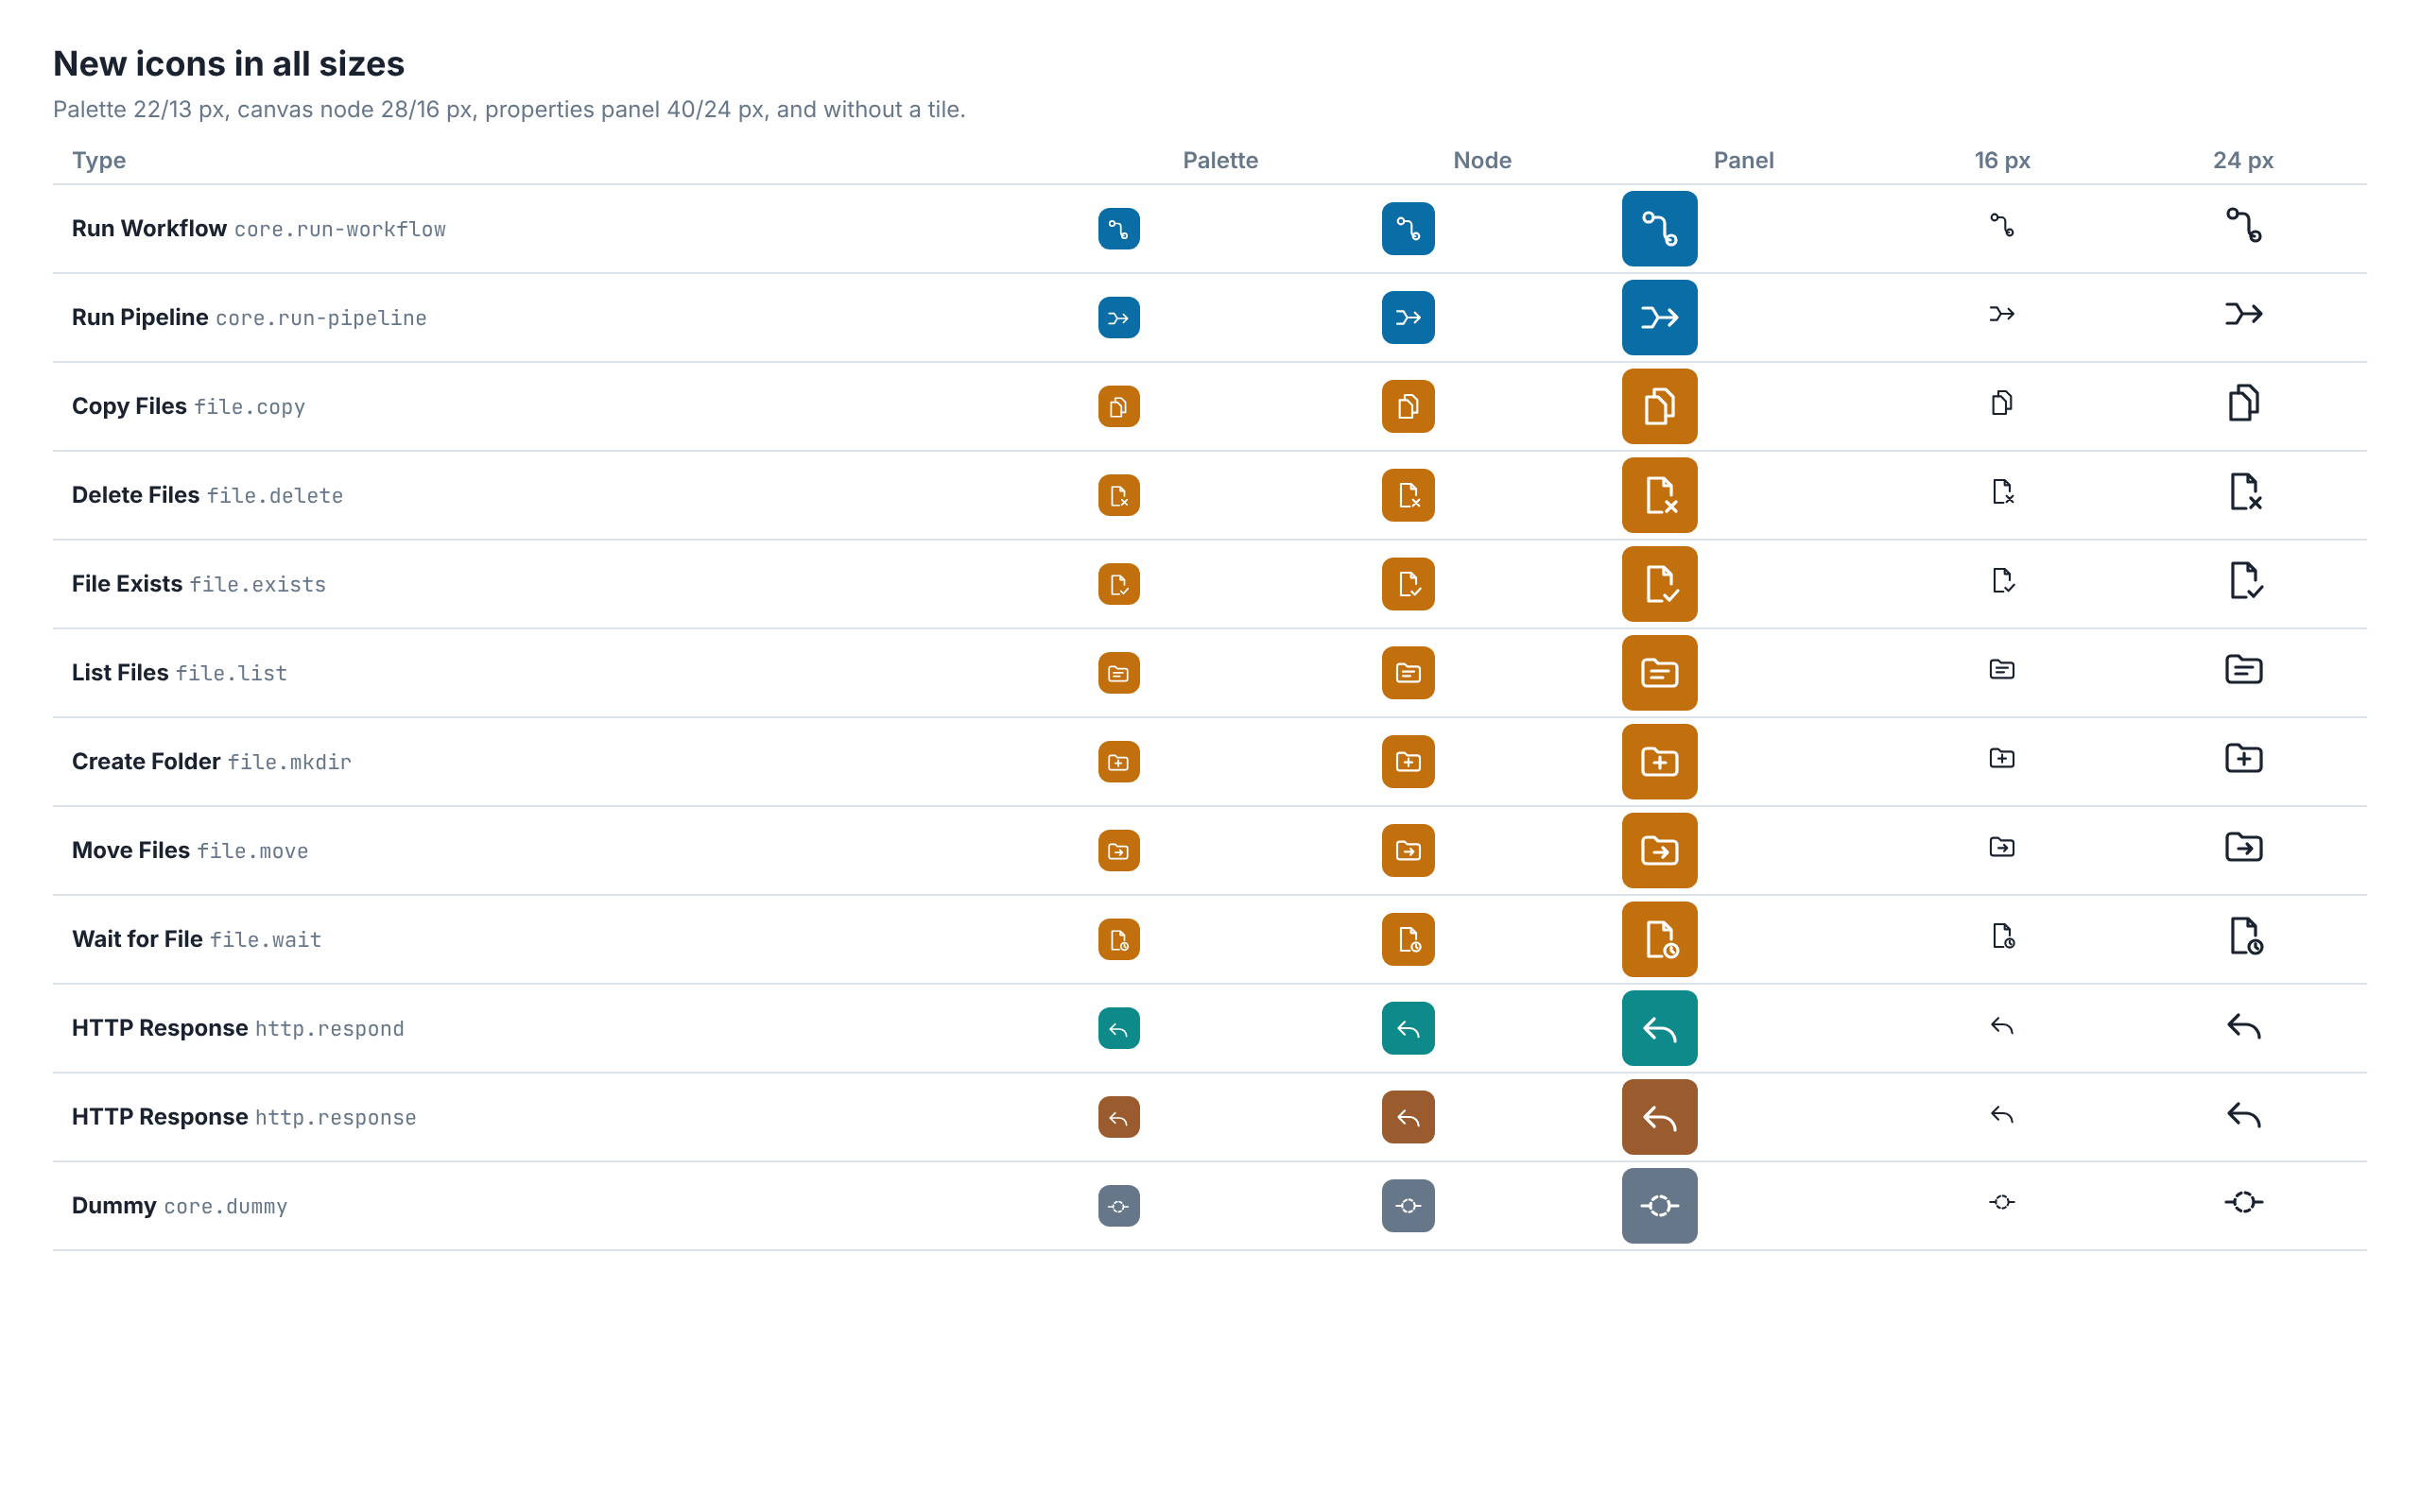 New icons in all sizes
Palette 22/13 px, canvas node 28/16 px, properties panel 40/24 px, and without a tile.
Type Palette Node Panel 16 px 24 px
Run Workflow core.run-workflow
Run Pipeline core.run-pipeline
Copy Files file.copy
Delete Files file.delete
File Exists file.exists
List Files file.list
Create Folder file.mkdir
Move Files file.move
Wait for File file.wait
HTTP Response http.respond
HTTP Response http.response
Dummy core.dummy